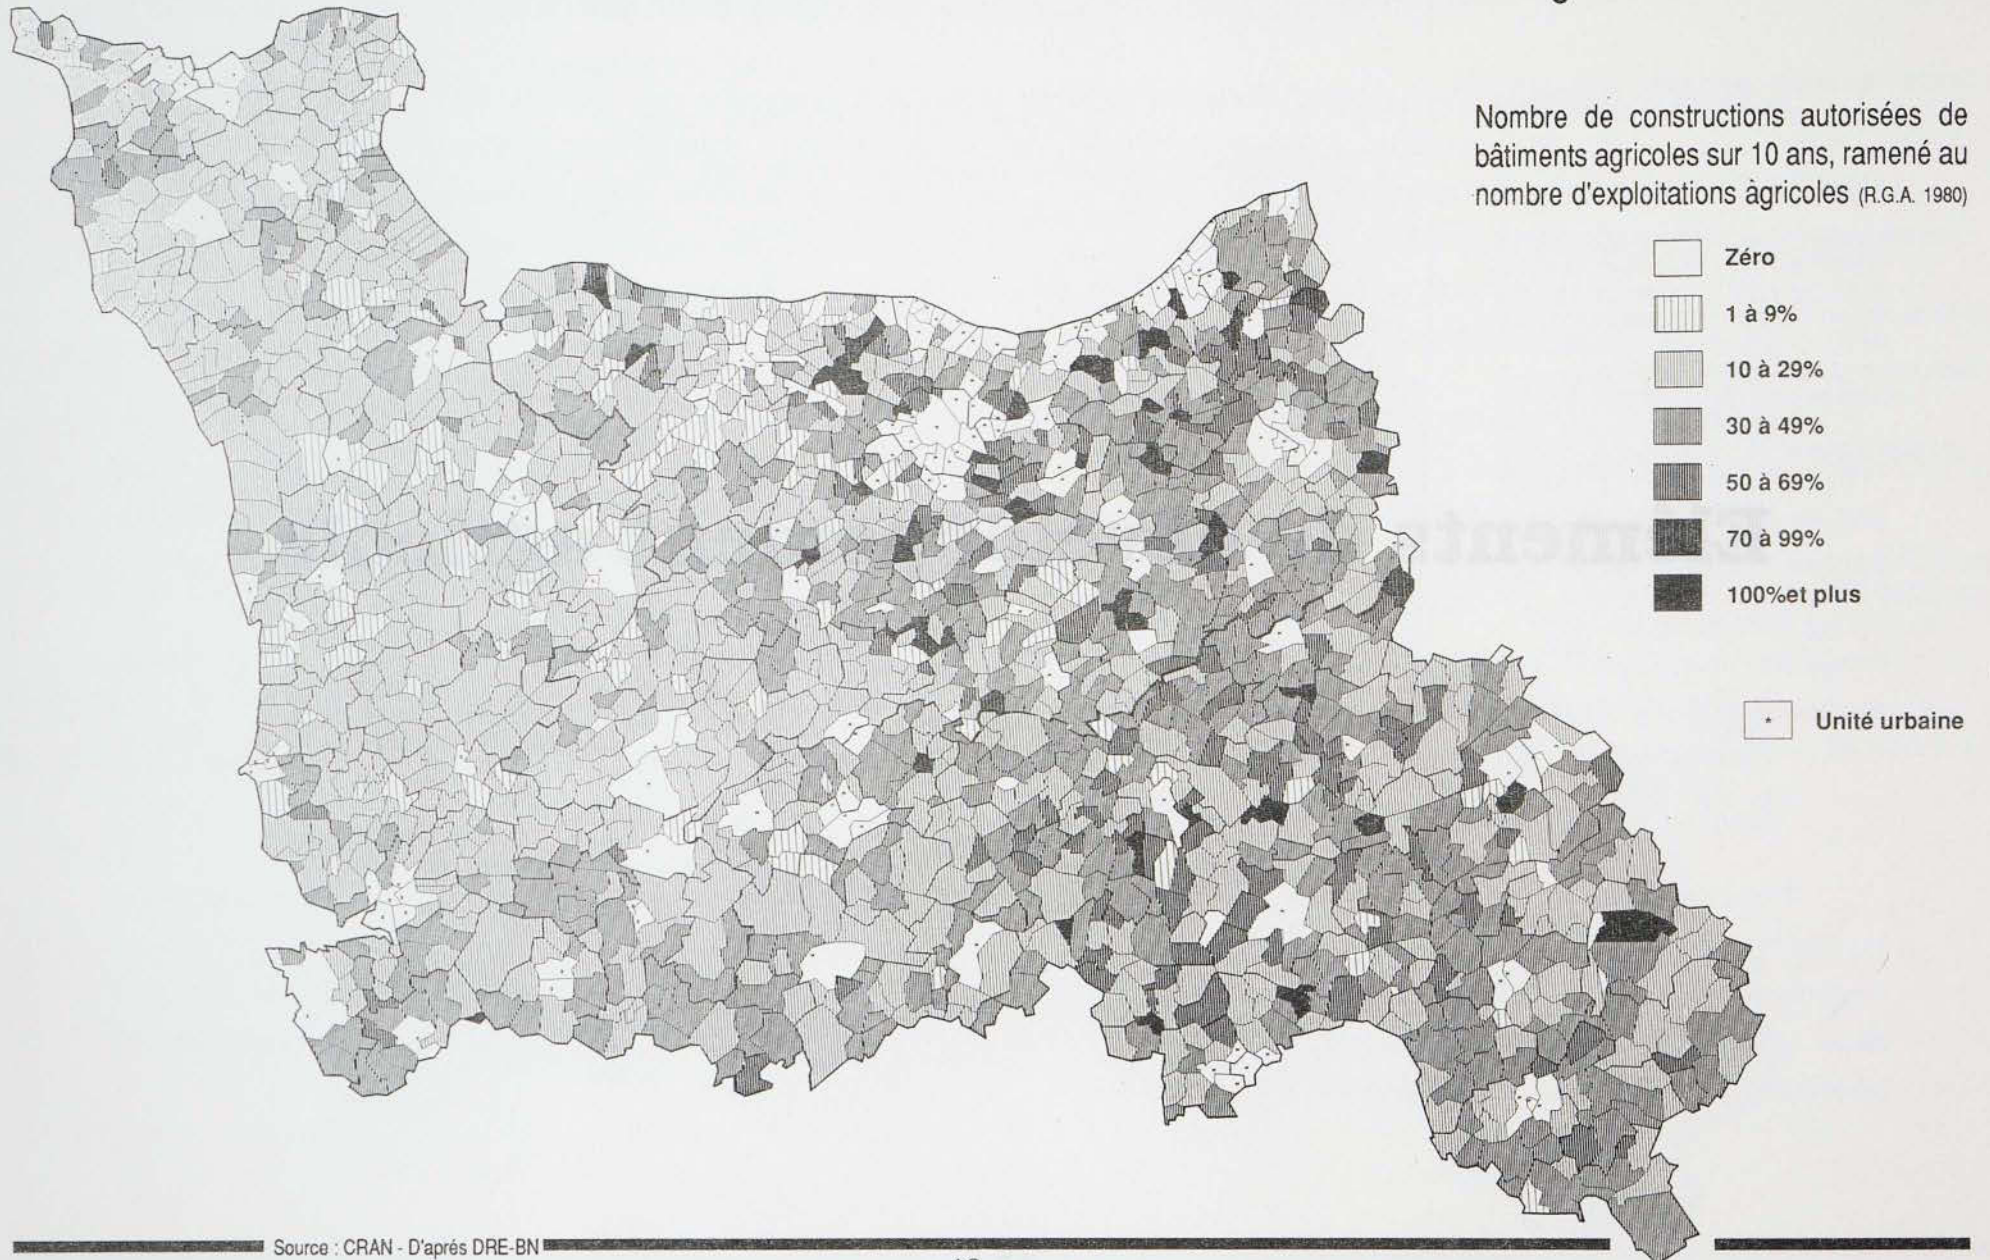 Nombre de constructions autorisées de
bâtiments agricoles sur 10 ans, ramené au
nombre d'exploitations àgricoles (R.G.A. 1980)
Zéro
1 à 9%
10 à 29%
30 à 49%
50 à 69%
70 à 99%
100%et plus
Unité urbaine
Source : CRAN - D'aprés DRE-BN